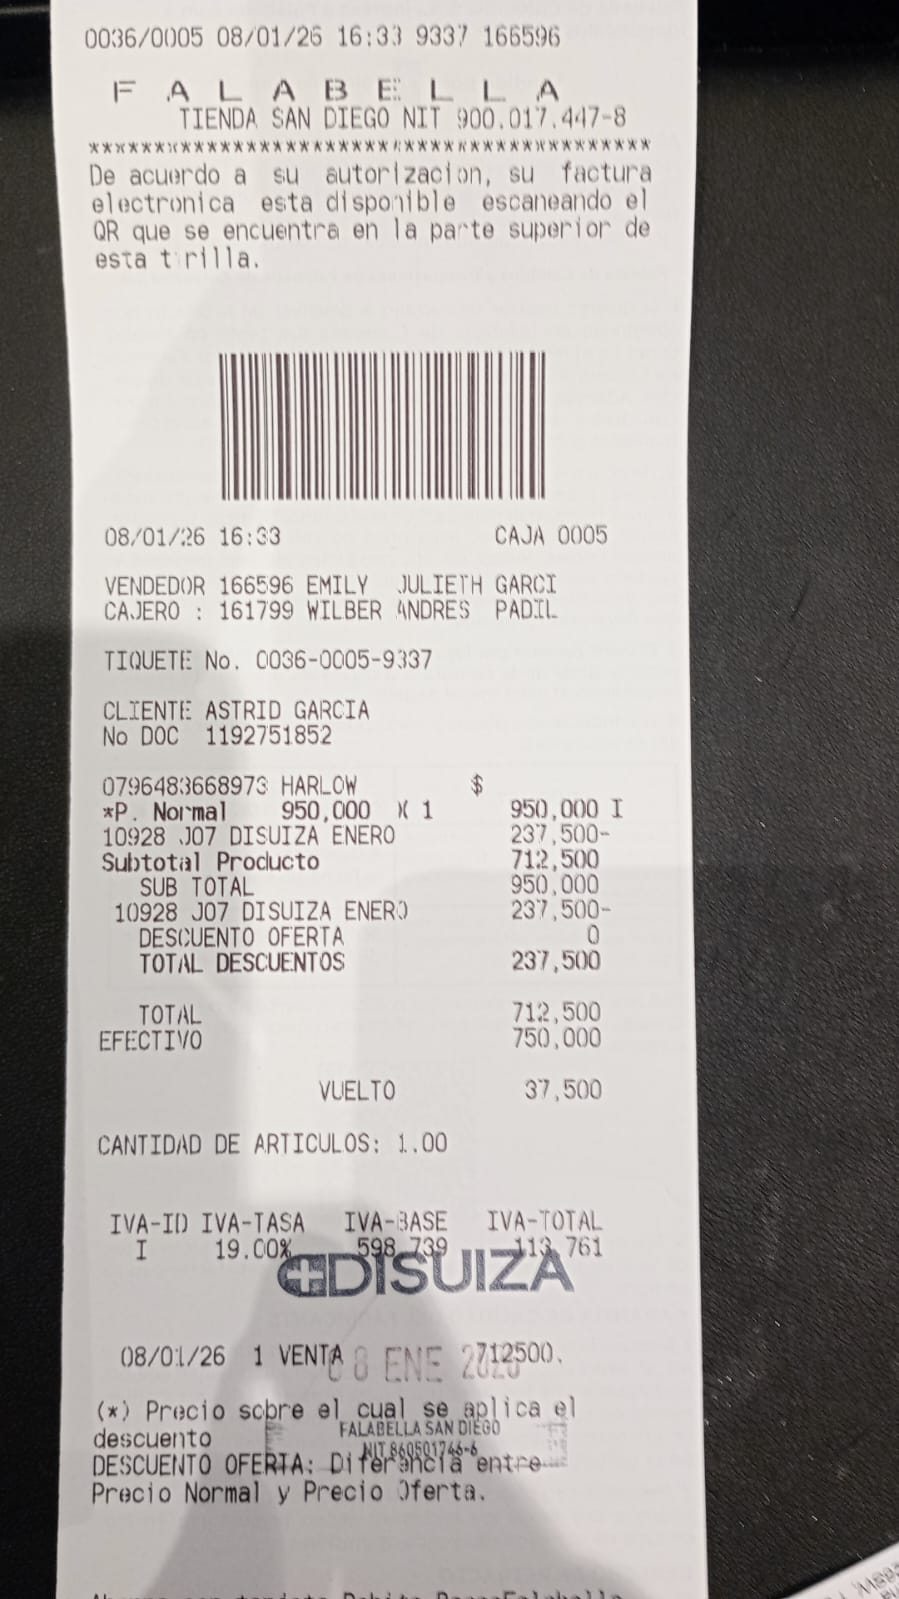 0036/0005 08/01/26 16:33 9337 166596
FALABELLA
TIENDA SAN DIEGO NIT 900.017.447-8
*******************************************
De acuerdo a su autorizacion, su factura
electronica esta disponible escaneando el
QR que se encuentra en la parte superior de
esta t rilla.
08/01/26 16:33 CAJA 0005
VENDEDOR 166596 EMILY JULIETH GARCI
CAJERO : 161799 WILBER ANDRES PADIL
TIQUETE No. 0036-0005-9337
CLIENTE ASTRID GARCIA
No DOC 1192751852
0796483668973 HARLOW $
*P. Normal 950,000 X 1 950,000 I
10928 J07 DISUIZA ENERO 237,500-
Subtotal Producto 712,500
SUB TOTAL 950,000
10928 J07 DISUIZA ENERO 237,500-
DESCUENTO OFERTA 0
TOTAL DESCUENTOS 237,500
TOTAL 712,500
EFECTIVO 750,000
VUELTO 37,500
CANTIDAD DE ARTICULOS: 1.00
IVA-ID IVA-TASA IVA-BASE IVA-TOTAL
I 19.00% 598,739 113,761
DISUIZA
08/01/26 1 VENTA 712500.
08 ENE 2026
(*) Precio sobre el cual se aplica el
descuento
FALABELLA SAN DIEGO
NIT 860501746-6
DESCUENTO OFERTA: Diferencia entre
Precio Normal y Precio Oferta.